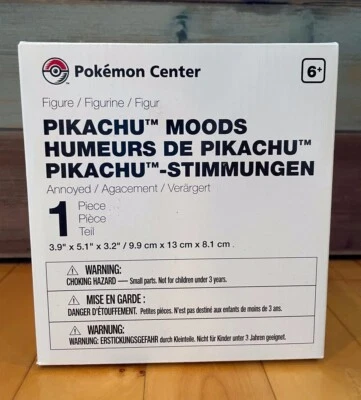 Pokémon Center
6+
Figure / Figurine / Figur
PIKACHU™ MOODS
HUMEURS DE PIKACHU™
PIKACHU™-STIMMUNGEN
Annoyed / Agacement / Verärgert
1 Piece
Pièce
Teil
3.9" x 5.1" x 3.2" / 9.9 cm x 13 cm x 8.1 cm
WARNING:
CHOKING HAZARD — Small parts. Not for children under 3 years.
MISE EN GARDE :
DANGER D'ÉTOUFFEMENT. Petites pièces. N'est pas destiné aux enfants de moins de 3 ans.
WARNUNG:
WARNUNG: ERSTICKUNGSGEFAHR durch Kleinteile. Nicht für Kinder unter 3 Jahren geeignet.